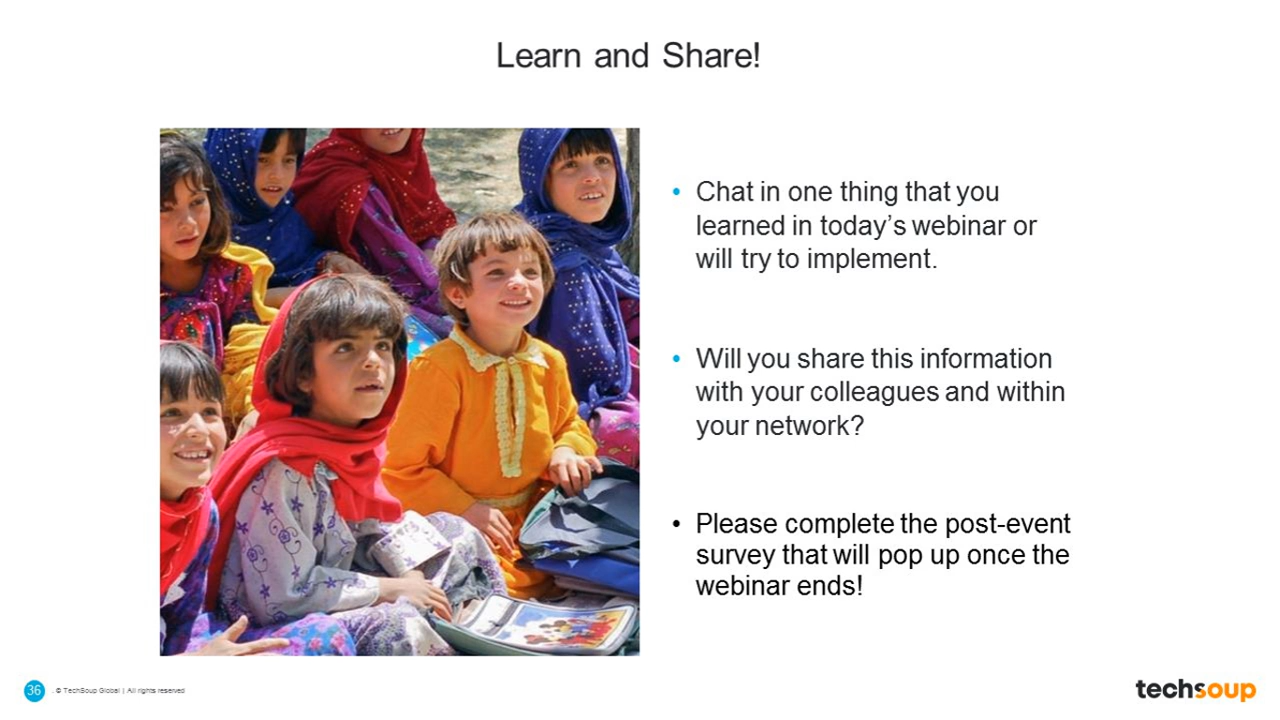 Learn and Share!
• Chat in one thing that you
learned in today’s webinar or
will try to implement.
• Will you share this information
with your colleagues and within
your network?
• Please complete the post-event
survey that will pop up once the
webinar ends!
36 . © TechSoup Global | All rights reserved
techsoup